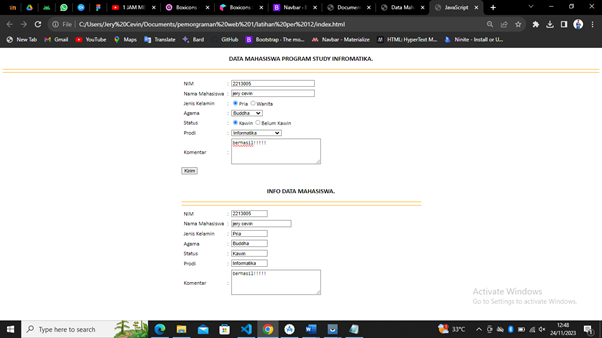 1 JAM ME
Boxicons
Boxicons
Navbar - M
Document
Data Mah
JavaScript
File C:/Users/Jery%20Cevin/Documents/pemorgraman%20web%201/latihan%20per%2012/index.html
New Tab Gmail YouTube Maps Translate Bard GitHub Bootstrap · The mo... Navbar - Materialize HTML: HyperText M... Ninite - Install or U...
DATA MAHASISWA PROGRAM STUDY INFROMATIKA.
NIM : 2213005
Nama Mahasiswa : jery cevin
Jenis Kelamin : Pria Wanita
Agama : Buddha
Status : Kawin Belum Kawin
Prodi : Informatika
Komentar : berhasil!!!!!
Kirim
INFO DATA MAHASISWA.
NIM : 2213005
Nama Mahasiswa : jery cevin
Jenis Kelamin : Pria
Agama : Buddha
Status : Kawin
Prodi : Informatika
Komentar : berhasil!!!!!
Activate Windows
Go to Settings to activate Windows.
Type here to search
33°C
12:48
24/11/2023